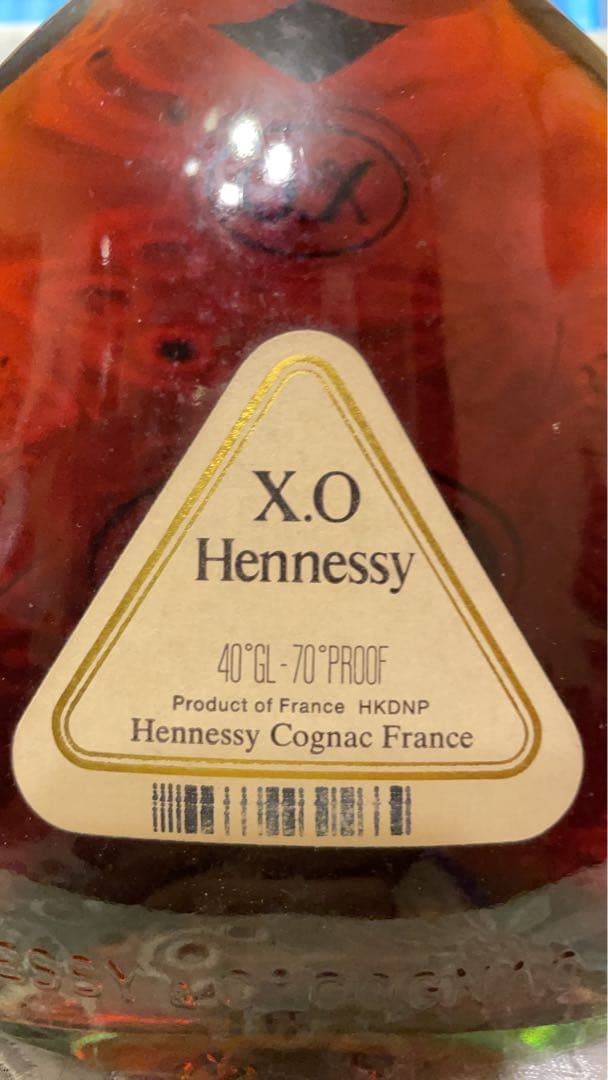 X.O
Hennessy
40°GL - 70°PROOF
Product of France HKDNP
Hennessy Cognac France